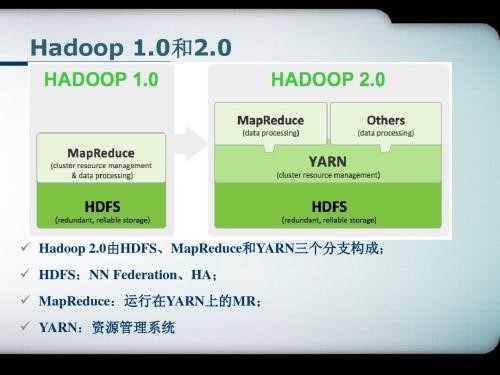 Hadoop 1.0和2.0
HADOOP 1.0
MapReduce
(cluster resource management
& data processing)
HDFS
(redundant, reliable storage)
HADOOP 2.0
MapReduce
(data processing)
Others
(data processing)
YARN
(cluster resource management)
HDFS
(redundant, reliable storage)
✓ Hadoop 2.0由HDFS、MapReduce和YARN三个分支构成;
✓ HDFS：NN Federation、HA;
✓ MapReduce：运行在YARN上的MR;
✓ YARN：资源管理系统